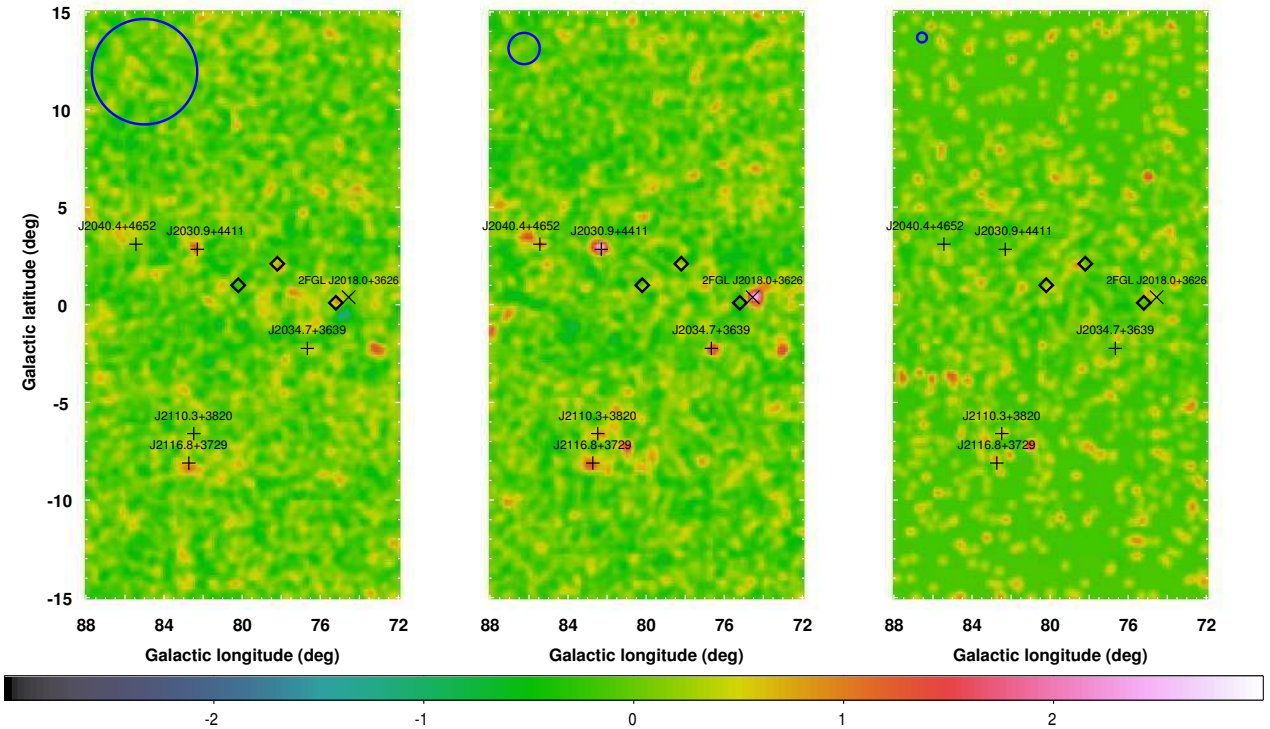 15
10
5
0
-5
-10
-15
Galactic latitude (deg)
J2040.4+4652
J2030.9+4411
2FGL J2018.0+3626
J2034.7+3639
J2110.3+3820
J2116.8+3729
88 84 80 76 72
Galactic longitude (deg)
J2040.4+4652
J2030.9+4411
2FGL J2018.0+3626
J2034.7+3639
J2110.3+3820
J2116.8+3729
88 84 80 76 72
Galactic longitude (deg)
J2040.4+4652
J2030.9+4411
2FGL J2018.0+3626
J2034.7+3639
J2110.3+3820
J2116.8+3729
88 84 80 76 72
Galactic longitude (deg)
-2 -1 0 1 2